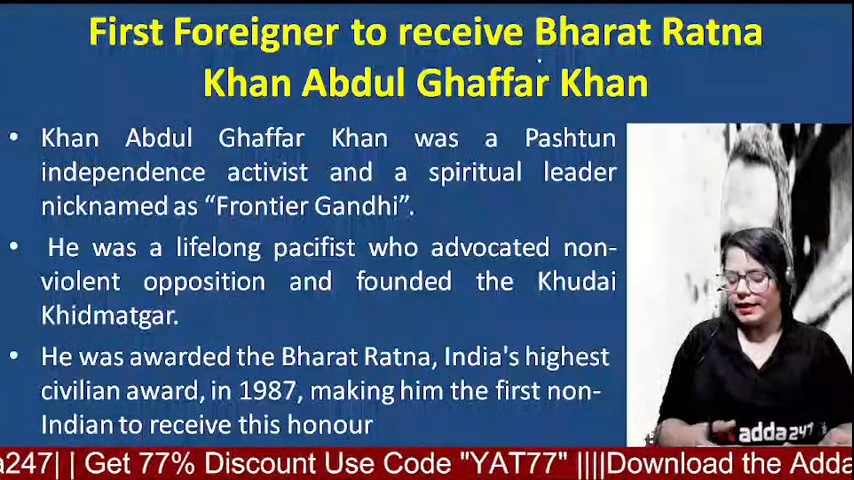 First Foreigner to receive Bharat Ratna
Khan Abdul Ghaffar Khan
• Khan Abdul Ghaffar Khan was a Pashtun
independence activist and a spiritual leader
nicknamed as “Frontier Gandhi”.
• He was a lifelong pacifist who advocated non-
violent opposition and founded the Khudai
Khidmatgar.
• He was awarded the Bharat Ratna, India's highest
civilian award, in 1987, making him the first non-
Indian to receive this honour
adda247
a247| | Get 77% Discount Use Code "YAT77" ||||Download the Adda